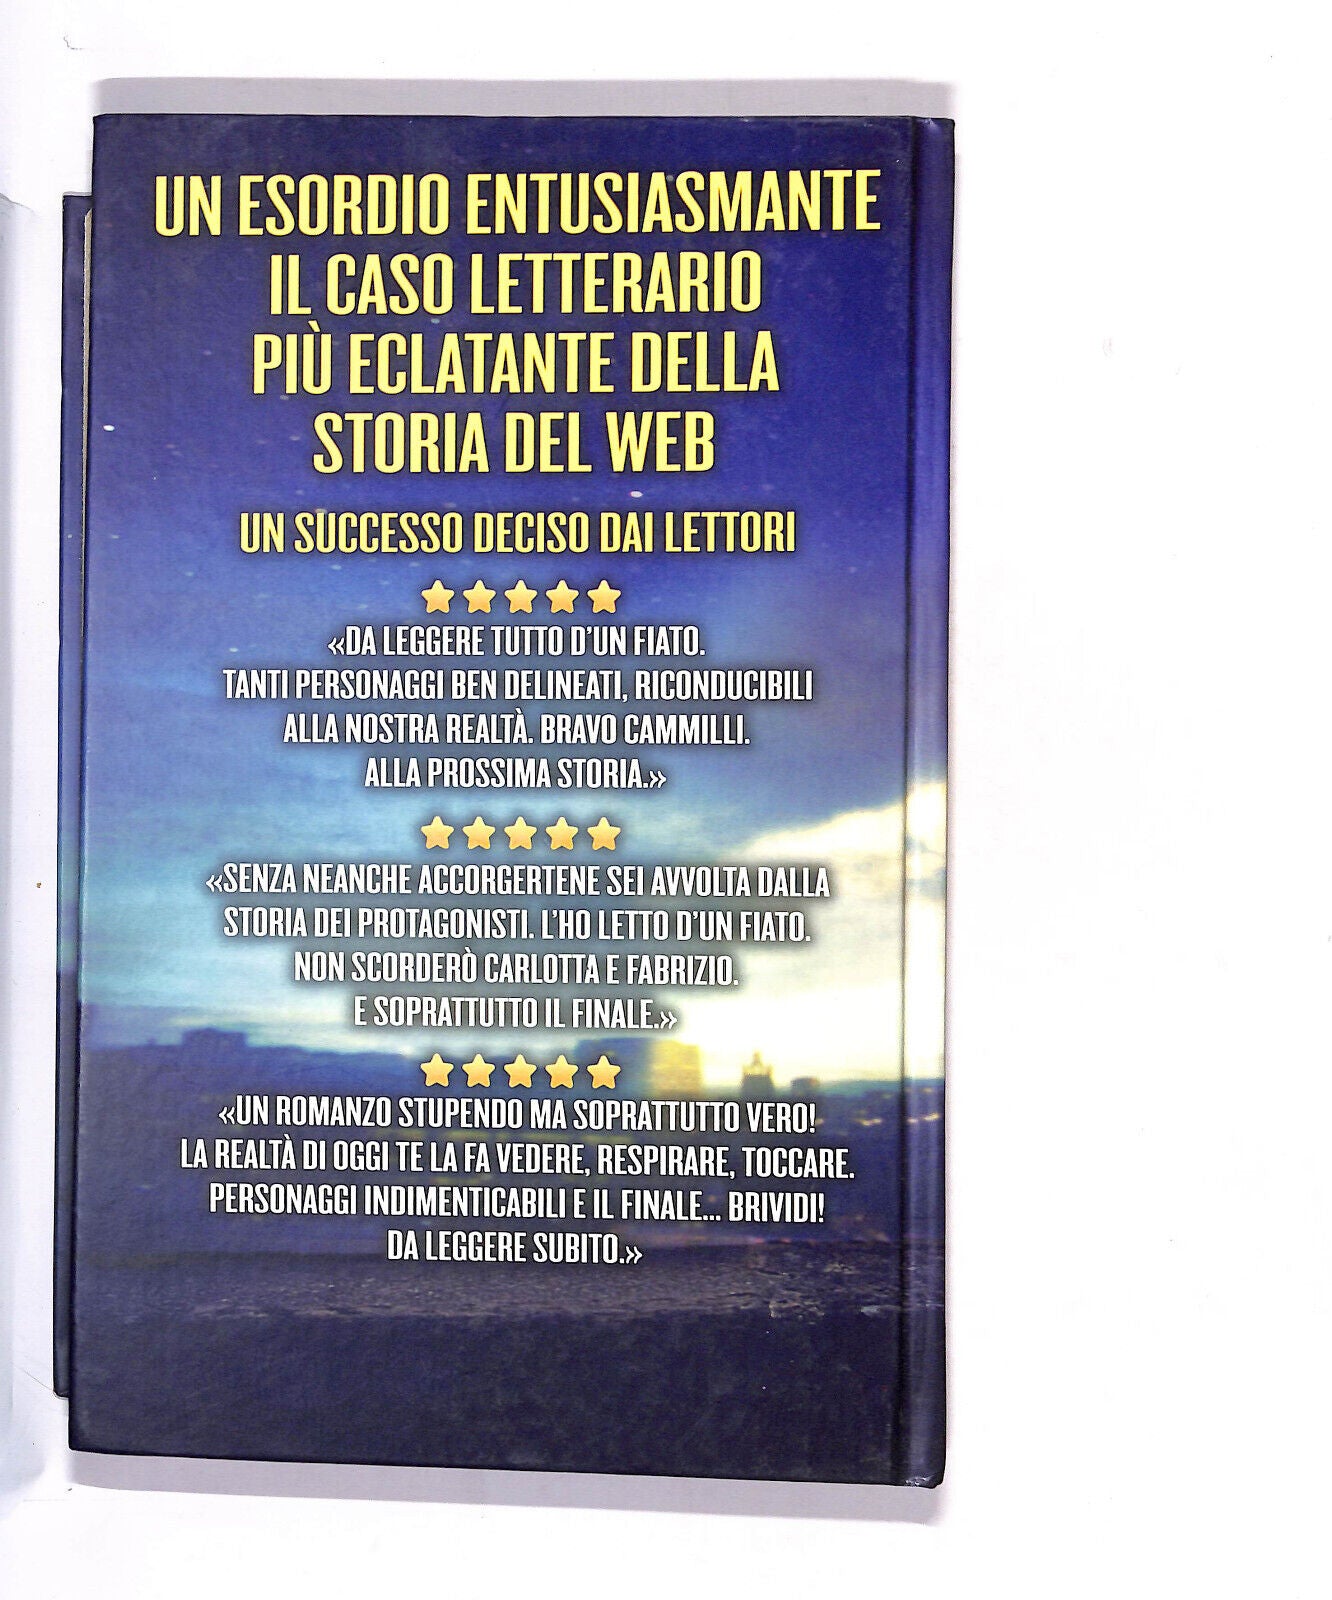 UN ESORDIO ENTUSIASMANTE
IL CASO LETTERARIO
PIÙ ECLATANTE DELLA
STORIA DEL WEB
UN SUCCESSO DECISO DAI LETTORI
«DA LEGGERE TUTTO D'UN FIATO.
TANTI PERSONAGGI BEN DELINEATI, RICONDUCIBILI
ALLA NOSTRA REALTÀ. BRAVO CAMMILLI.
ALLA PROSSIMA STORIA.»
«SENZA NEANCHE ACCORGERTENE SEI AVVOLTA DALLA
STORIA DEI PROTAGONISTI. L'HO LETTO D'UN FIATO.
NON SCORDERÒ CARLOTTA E FABRIZIO.
E SOPRATTUTTO IL FINALE.»
«UN ROMANZO STUPENDO MA SOPRATTUTTO VERO!
LA REALTÀ DI OGGI TE LA FA VEDERE, RESPIRARE, TOCCARE.
PERSONAGGI INDIMENTICABILI E IL FINALE... BRIVIDI!
DA LEGGERE SUBITO.»